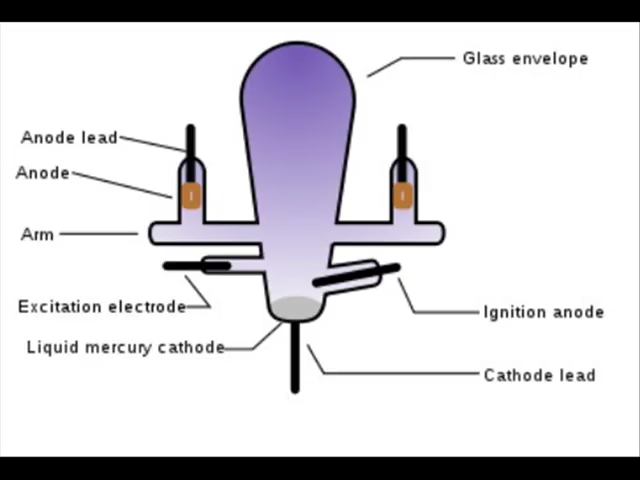 Glass envelope
Anode lead
Anode
Arm
Excitation electrode
Ignition anode
Liquid mercury cathode
Cathode lead